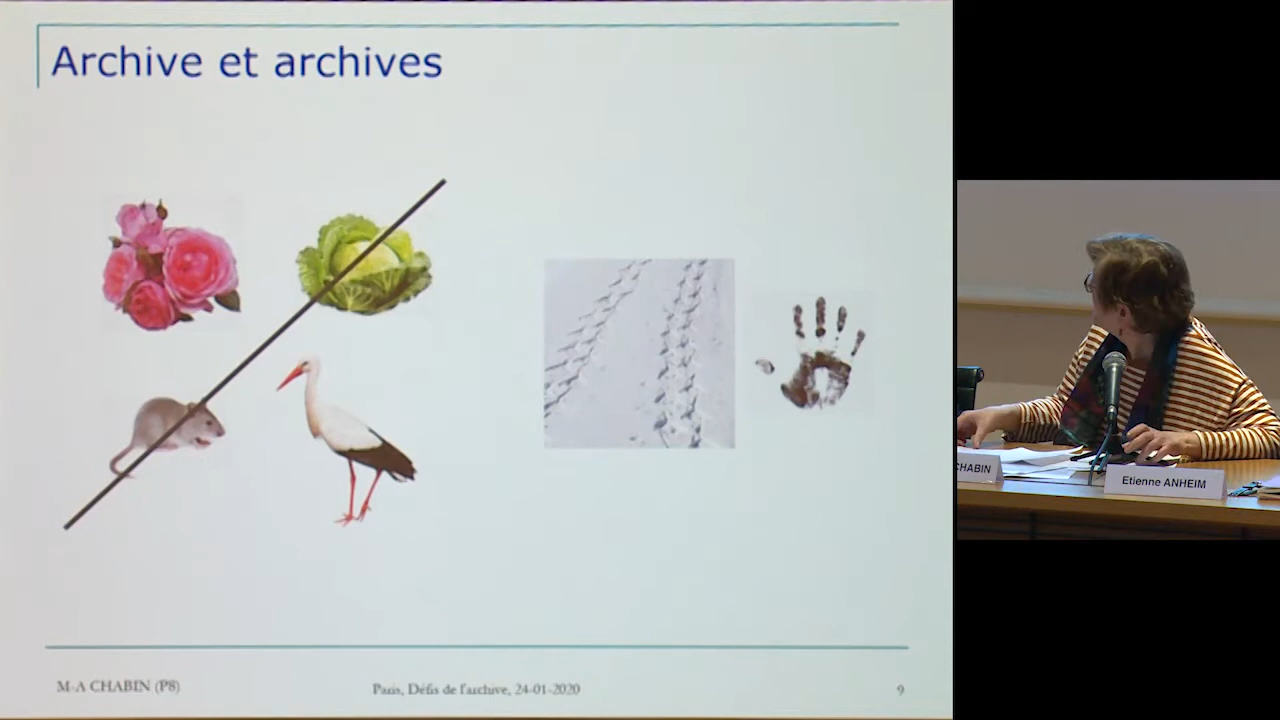 Archive et archives
M-A CHABIN (P8)
Paris, Défis de l'archive, 24-01-2020
9
CHABIN
Etienne ANHEIM